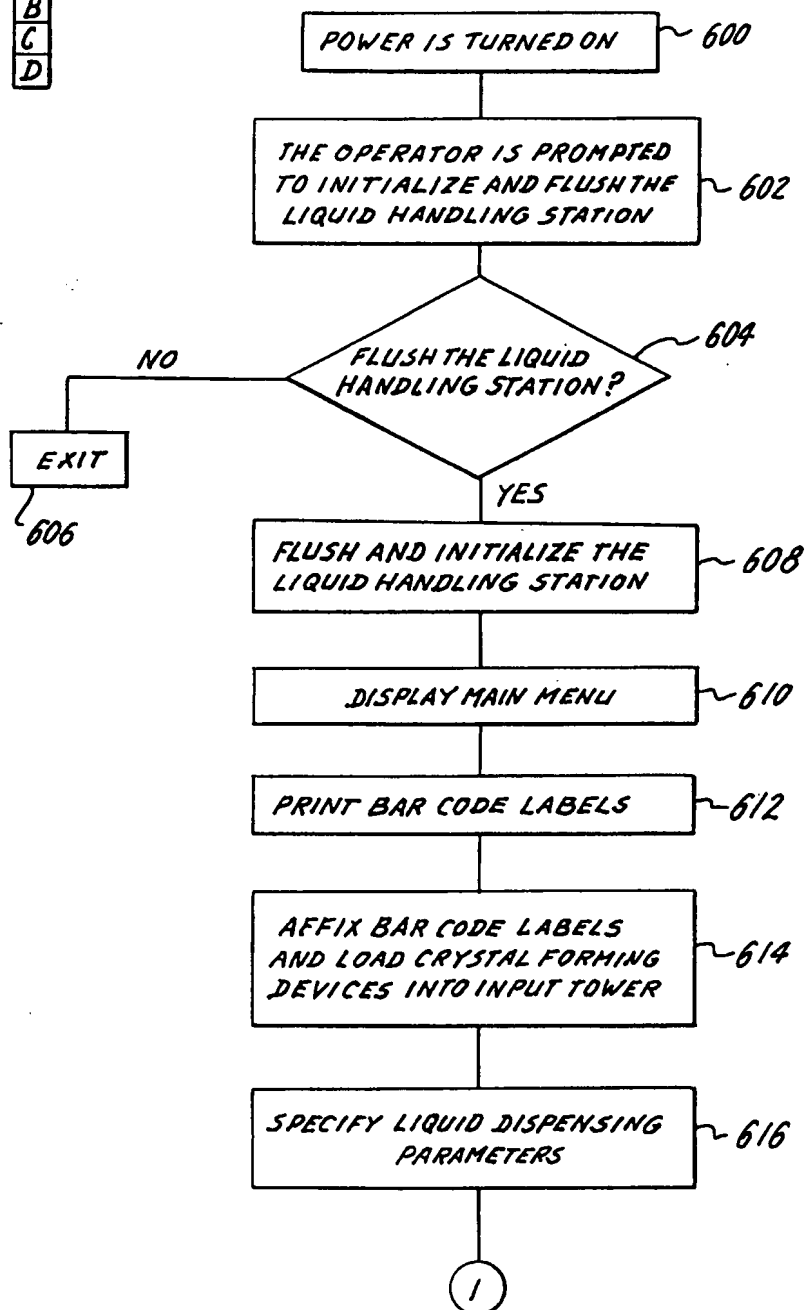 B
C
D
POWER IS TURNED ON
600
THE OPERATOR IS PROMPTED
TO INITIALIZE AND FLUSH THE
LIQUID HANDLING STATION
602
FLUSH THE LIQUID
HANDLING STATION?
604
NO
EXIT
606
YES
FLUSH AND INITIALIZE THE
LIQUID HANDLING STATION
608
DISPLAY MAIN MENU
610
PRINT BAR CODE LABELS
612
AFFIX BAR CODE LABELS
AND LOAD CRYSTAL FORMING
DEVICES INTO INPUT TOWER
614
SPECIFY LIQUID DISPENSING
PARAMETERS
616
1